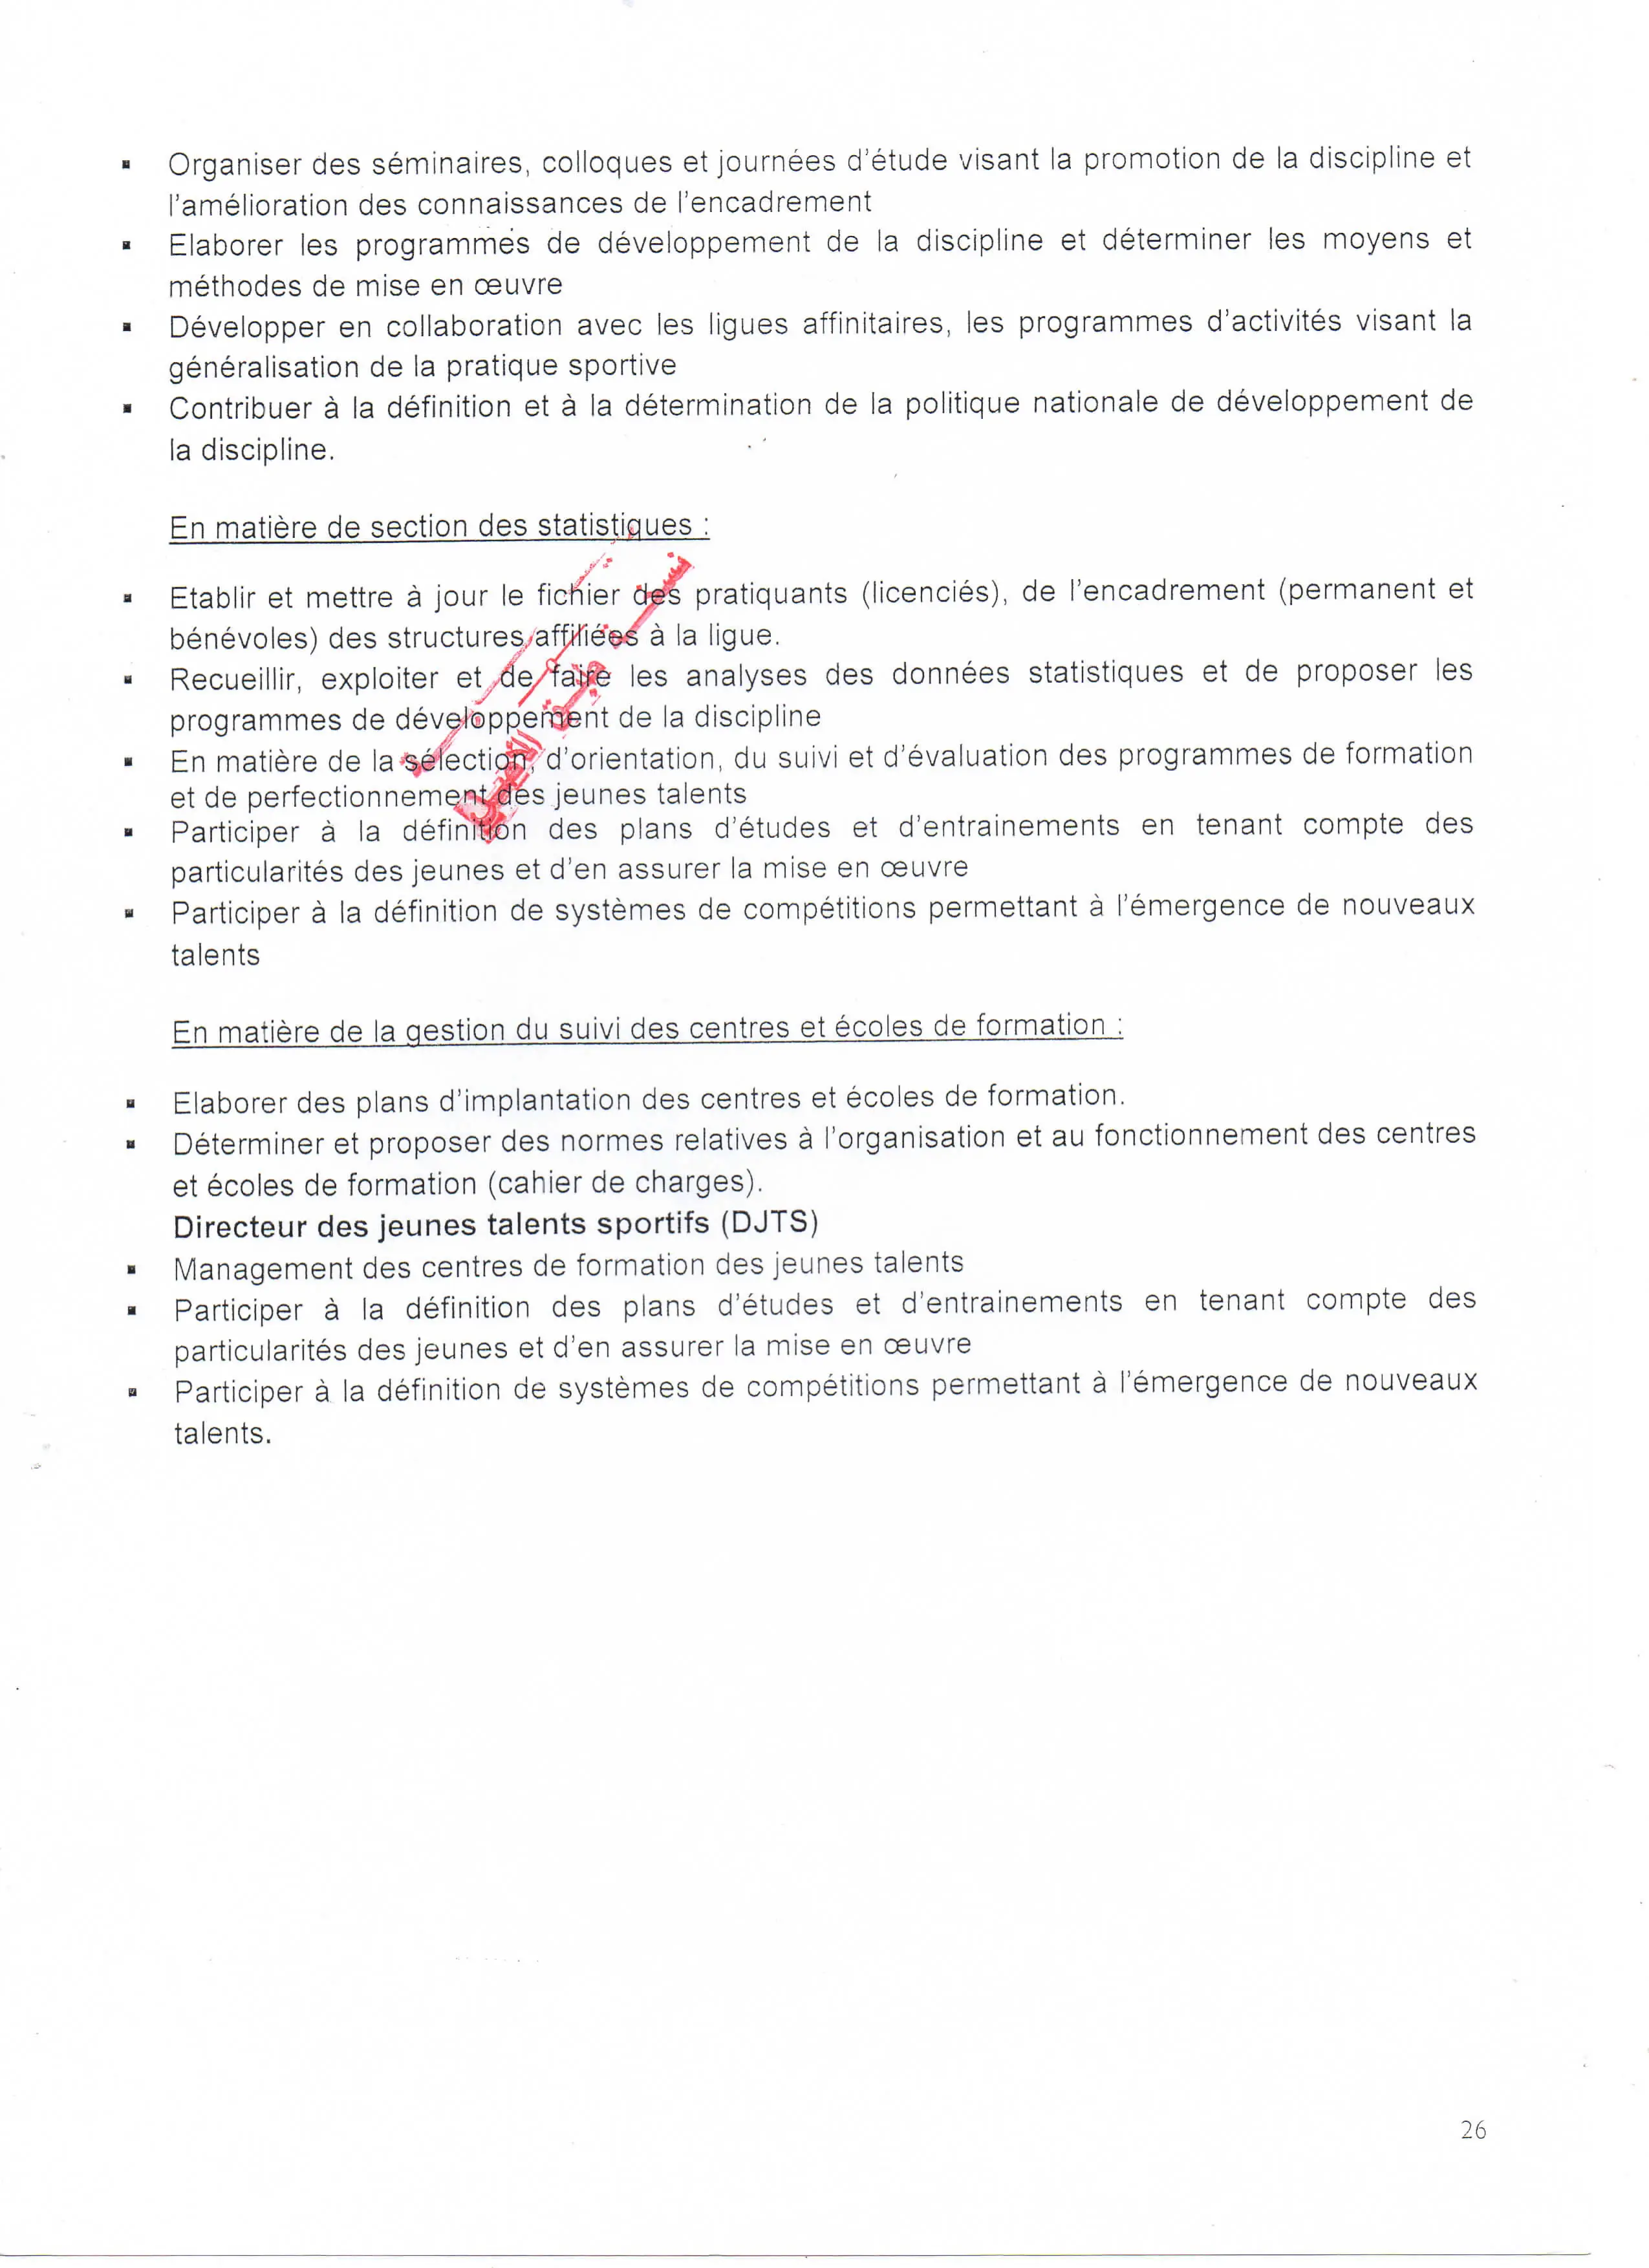 ▪ Organiser des séminaires, colloques et journées d'étude visant la promotion de la discipline et
l'amélioration des connaissances de l'encadrement
▪ Elaborer les programmes de développement de la discipline et déterminer les moyens et
méthodes de mise en œuvre
▪ Développer en collaboration avec les ligues affinitaires, les programmes d'activités visant la
généralisation de la pratique sportive
▪ Contribuer à la définition et à la détermination de la politique nationale de développement de
la discipline.
En matière de section des statistiques :
▪ Etablir et mettre à jour le fichier des pratiquants (licenciés), de l'encadrement (permanent et
bénévoles) des structures affiliées à la ligue.
▪ Recueillir, exploiter et de faire les analyses des données statistiques et de proposer les
programmes de développement de la discipline
▪ En matière de la sélection, d'orientation, du suivi et d'évaluation des programmes de formation
et de perfectionnement des jeunes talents
▪ Participer à la définition des plans d'études et d'entrainements en tenant compte des
particularités des jeunes et d'en assurer la mise en œuvre
▪ Participer à la définition de systèmes de compétitions permettant à l'émergence de nouveaux
talents
En matière de la gestion du suivi des centres et écoles de formation :
▪ Elaborer des plans d'implantation des centres et écoles de formation.
▪ Déterminer et proposer des normes relatives à l'organisation et au fonctionnement des centres
et écoles de formation (cahier de charges).
Directeur des jeunes talents sportifs (DJTS)
▪ Management des centres de formation des jeunes talents
▪ Participer à la définition des plans d'études et d'entrainements en tenant compte des
particularités des jeunes et d'en assurer la mise en œuvre
▪ Participer à la définition de systèmes de compétitions permettant à l'émergence de nouveaux
talents.
26